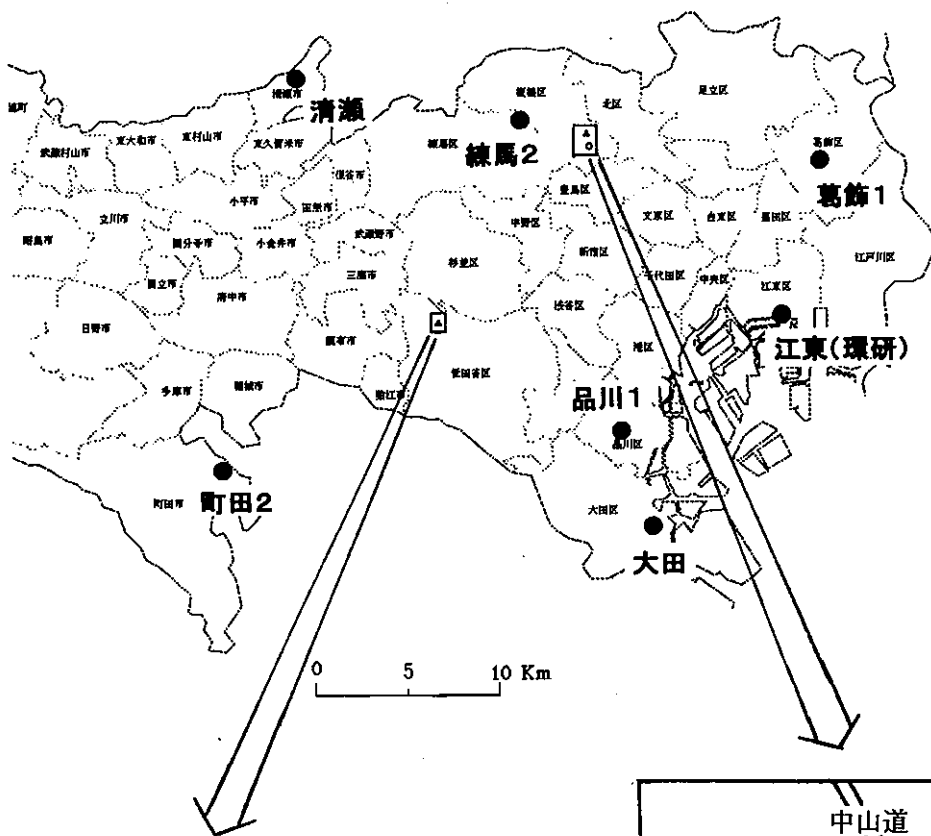 板橋区
北区
足立区
清瀬市
清瀬
東大和市
東村山市
東久留米市
武蔵村山市
練馬区
練馬2
葛飾区
葛飾1
豊島区
小平市
立川市
昭島市
国分寺市
小金井市
武蔵野市
中野区
文京区
台東区
墨田区
江戸川区
杉並区
新宿区
三鷹市
国立市
府中市
千代田区
中央区
江東区
渋谷区
日野市
調布市
港区
江東(環研)
世田谷区
狛江市
多摩市
稲城市
品川1
品川区
町田市
町田2
大田区
大田
0 5 10 Km
中山道